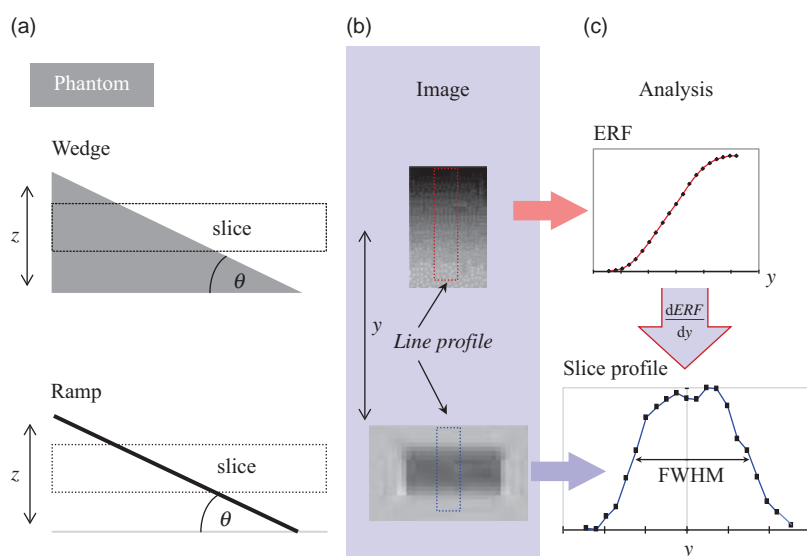 (a)
Phantom
Wedge
z
slice
θ
Ramp
z
slice
θ
(b)
Image
y
Line profile
(c)
Analysis
ERF
y
dERF
dy
Slice profile
FWHM
y